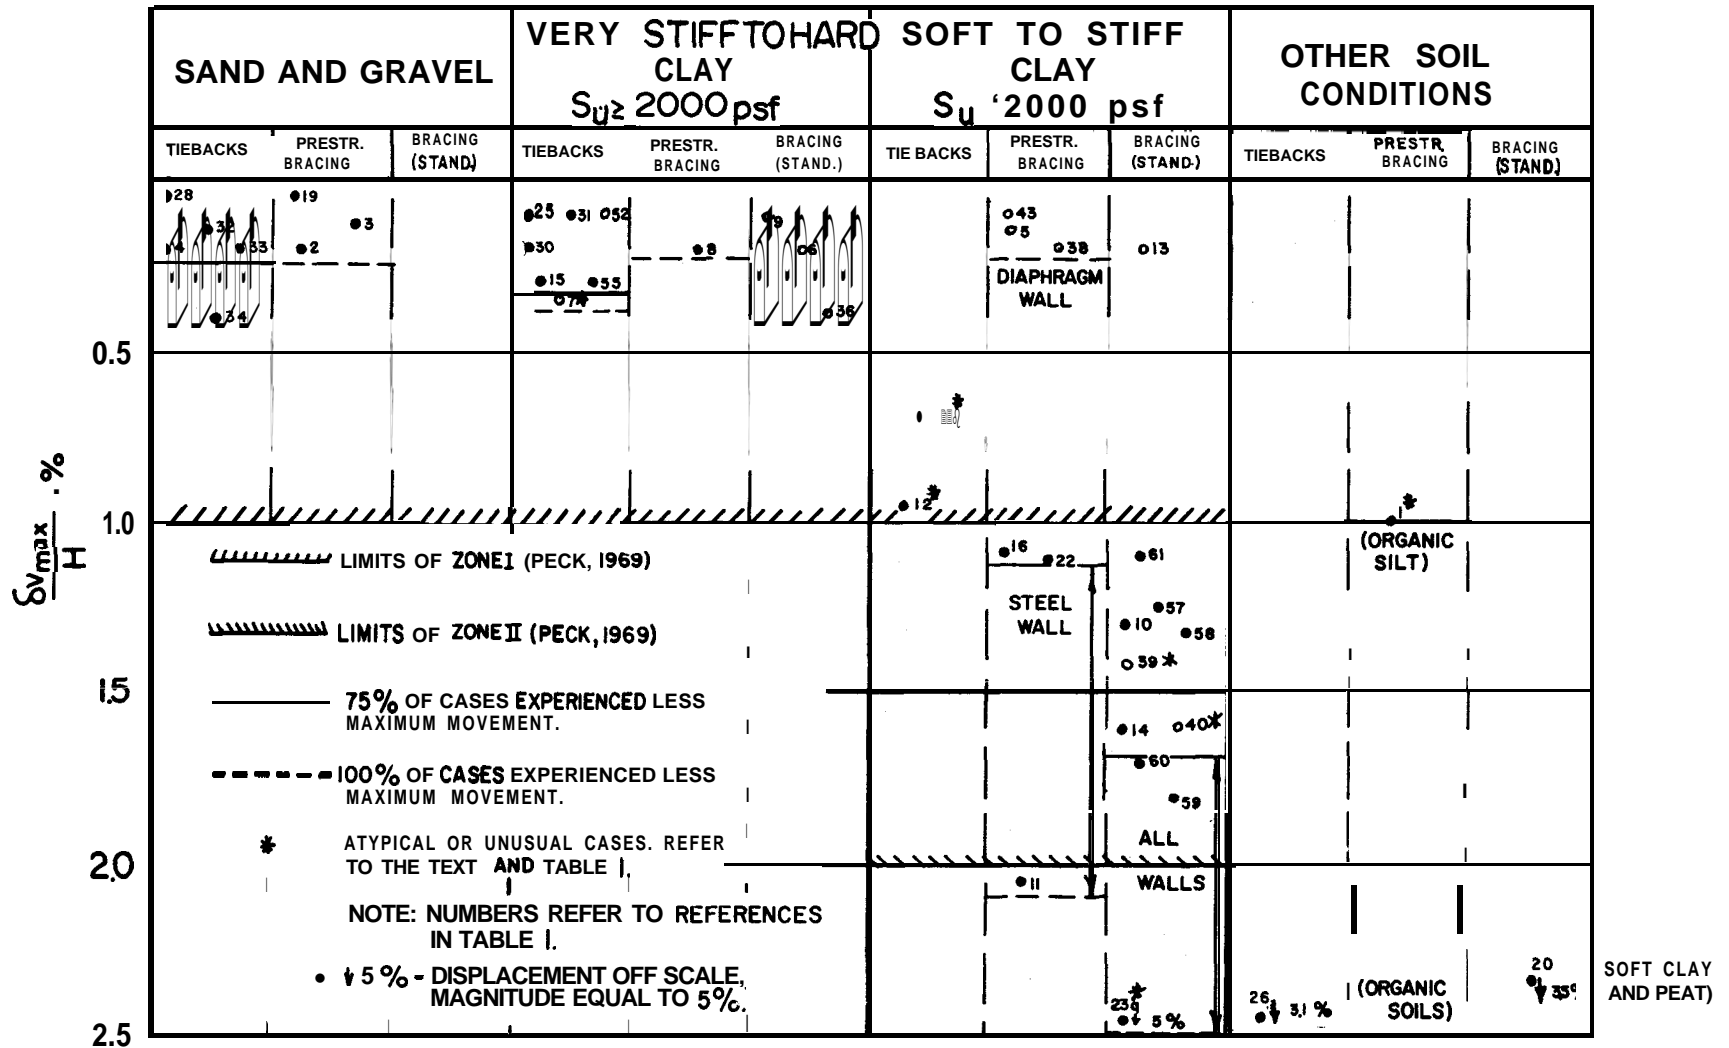 SAND AND GRAVEL
VERY STIFF TO HARD
CLAY
Su ≥ 2000 psf
SOFT TO STIFF
CLAY
Su '2000 psf
OTHER SOIL
CONDITIONS
TIEBACKS
PRESTR.
BRACING
BRACING
(STAND.)
TIEBACKS
PRESTR.
BRACING
BRACING
(STAND.)
TIE BACKS
PRESTR.
BRACING
BRACING
(STAND.)
TIEBACKS
PRESTR.
BRACING
BRACING
(STAND.)
28
32
4
33
34
19
3
2
25
31
52
30
15
55
7*
8
9
6
36
43
5
38
DIAPHRAGM
WALL
13
0.5
*
12 *
1.0
1 *
(ORGANIC
SILT)
δv max / H . %
LIMITS OF ZONE I (PECK, 1969)
LIMITS OF ZONE II (PECK, 1969)
75% OF CASES EXPERIENCED LESS
MAXIMUM MOVEMENT.
100% OF CASES EXPERIENCED LESS
MAXIMUM MOVEMENT.
* ATYPICAL OR UNUSUAL CASES. REFER
TO THE TEXT AND TABLE 1.
NOTE: NUMBERS REFER TO REFERENCES
IN TABLE 1.
5% - DISPLACEMENT OFF SCALE,
MAGNITUDE EQUAL TO 5%.
16
22
STEEL
WALL
61
57
10
58
39 *
1.5
14
40 *
60
59
ALL
WALLS
2.0
11
23 *
5%
26
3.1 %
(ORGANIC
SOILS)
20
SOFT CLAY
AND PEAT)
2.5